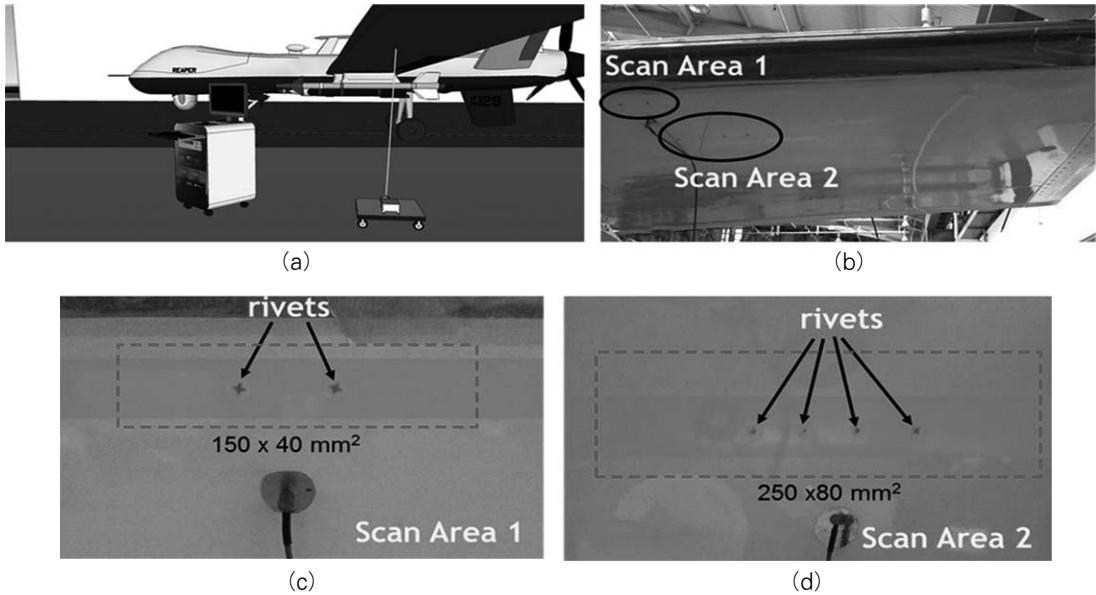 REAPER
129
Scan Area 1
Scan Area 2
(a)
(b)
rivets
150 x 40 mm²
Scan Area 1
rivets
250 x80 mm²
Scan Area 2
(c)
(d)